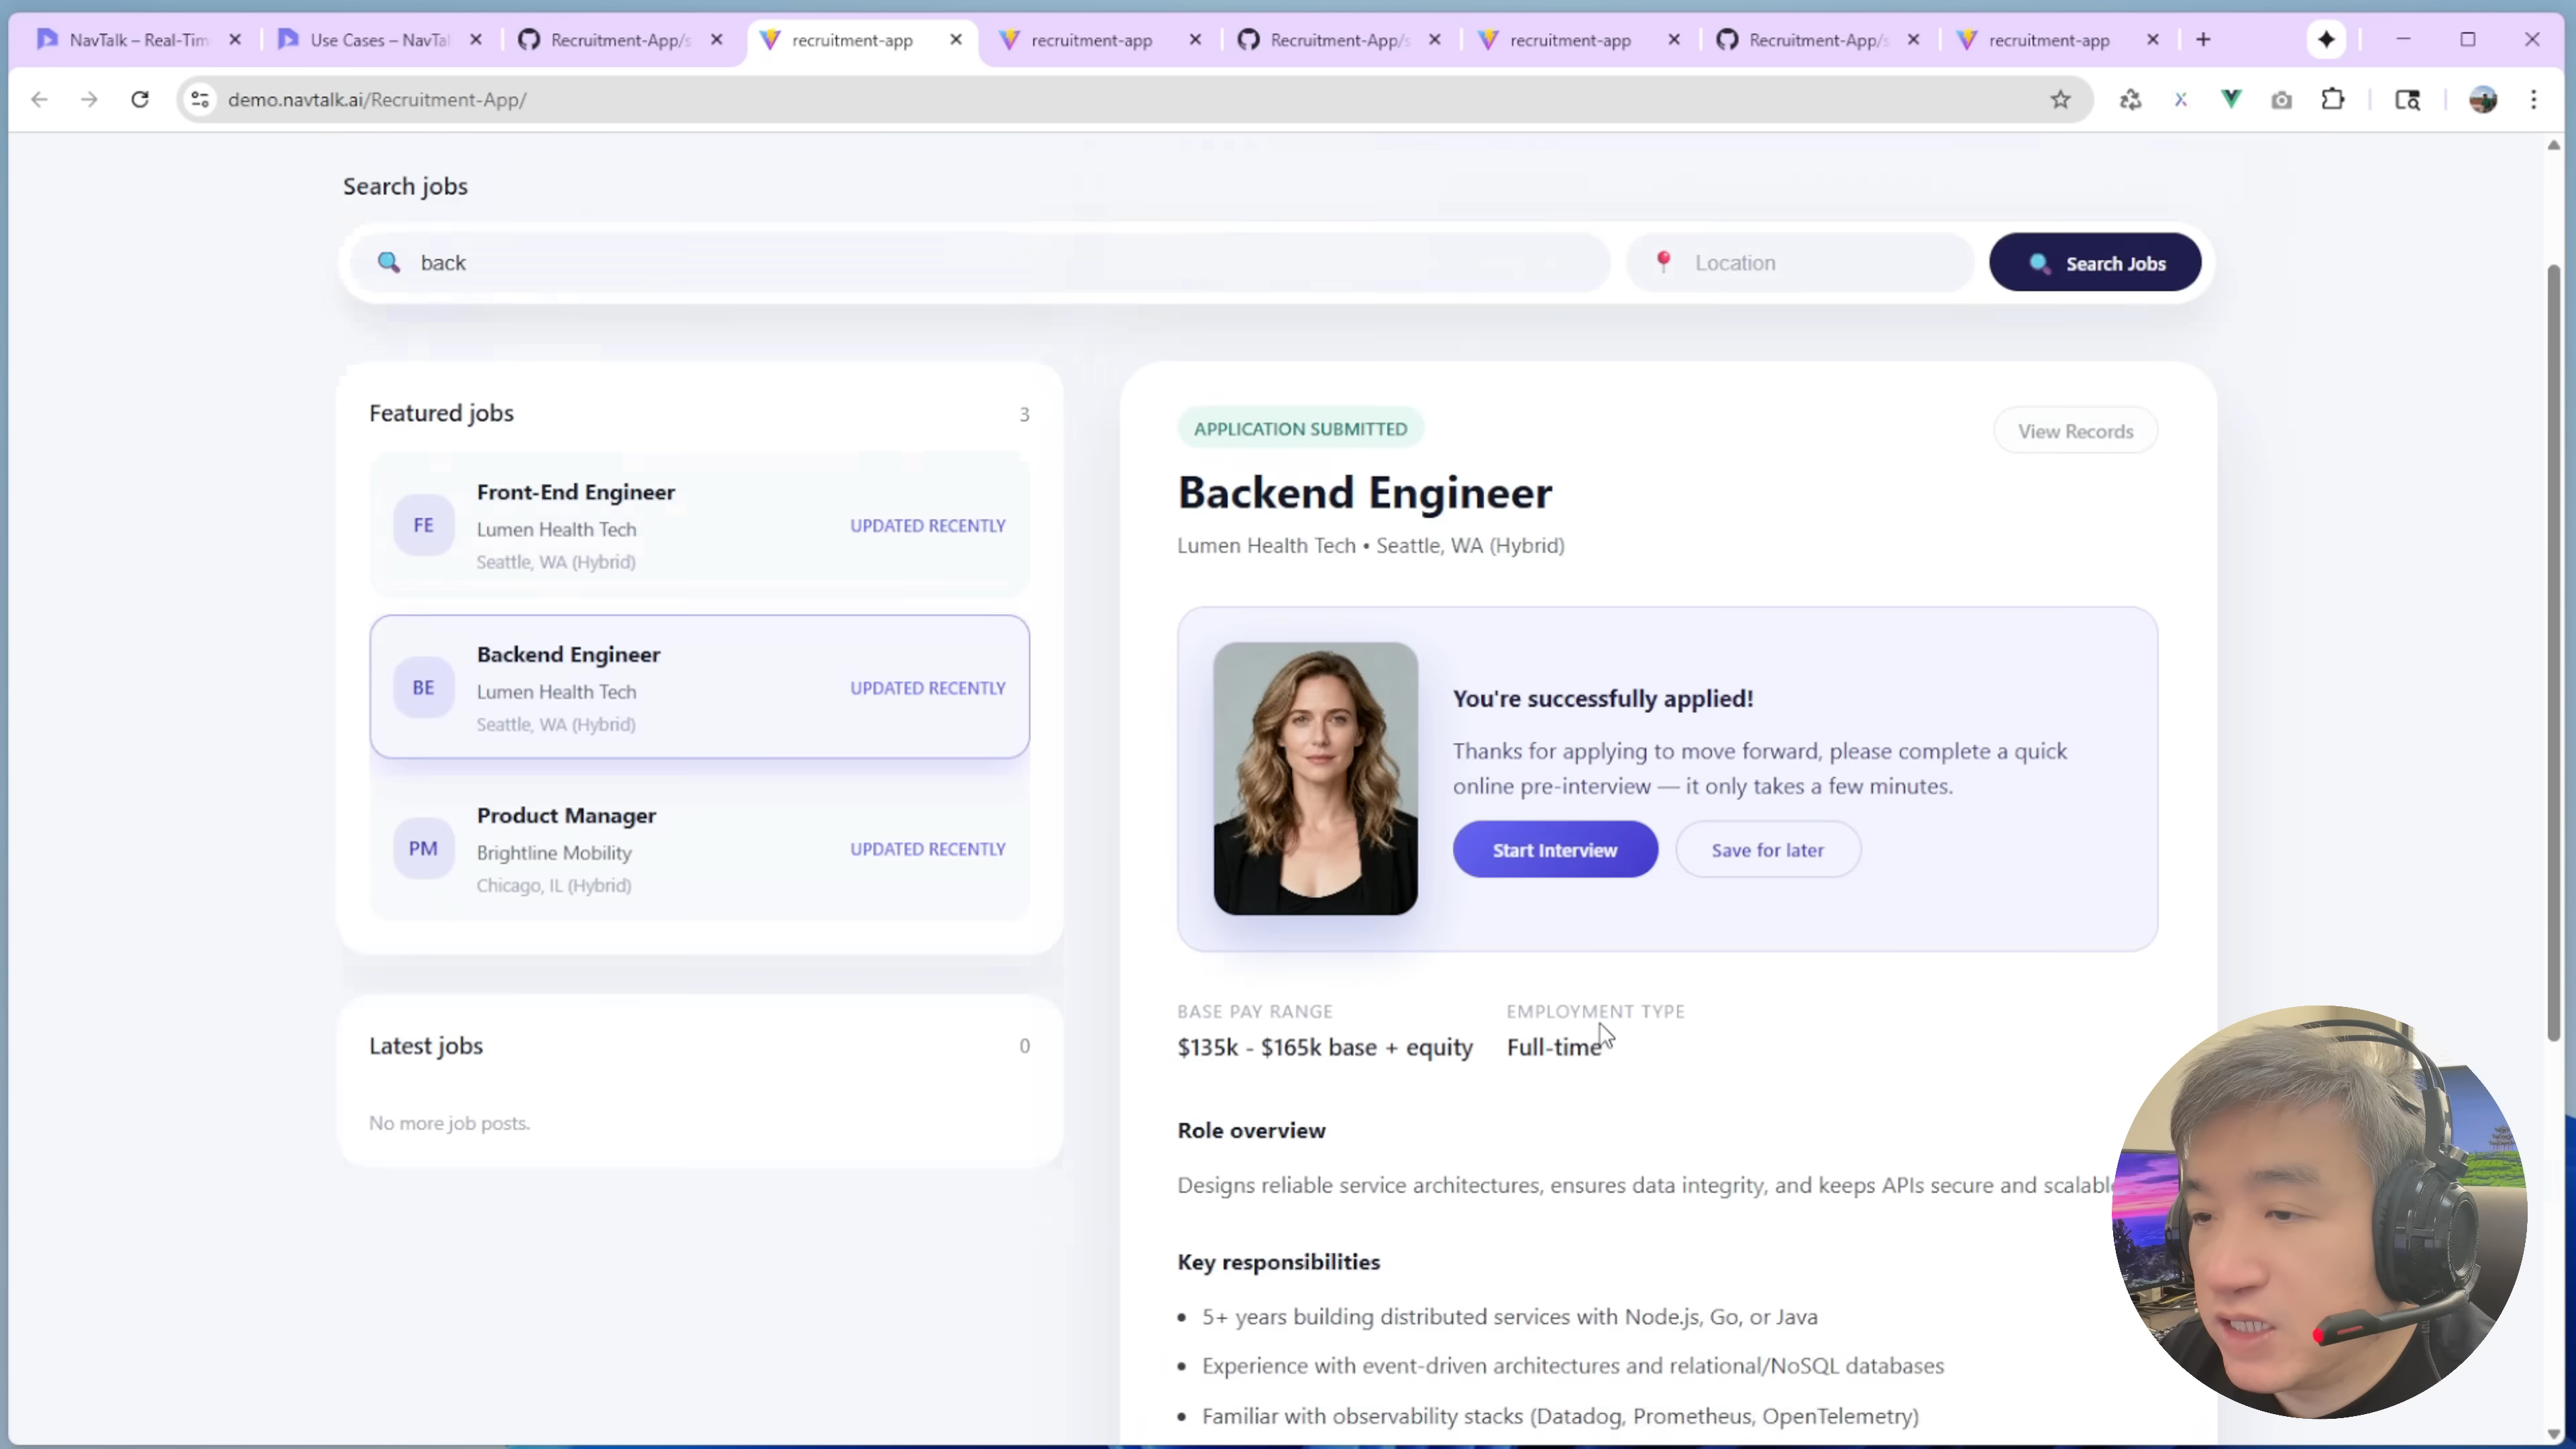 NavTalk – Real-Tim
Use Cases – NavTal
Recruitment-App/s
recruitment-app
recruitment-app
Recruitment-App/s
recruitment-app
Recruitment-App/s
recruitment-app
demo.navtalk.ai/Recruitment-App/
Search jobs
back
Location
Search Jobs
Featured jobs
3
FE
Front-End Engineer
Lumen Health Tech
Seattle, WA (Hybrid)
UPDATED RECENTLY
BE
Backend Engineer
Lumen Health Tech
Seattle, WA (Hybrid)
UPDATED RECENTLY
PM
Product Manager
Brightline Mobility
Chicago, IL (Hybrid)
UPDATED RECENTLY
Latest jobs
0
No more job posts.
APPLICATION SUBMITTED
View Records
Backend Engineer
Lumen Health Tech • Seattle, WA (Hybrid)
You're successfully applied!
Thanks for applying to move forward, please complete a quick
online pre-interview — it only takes a few minutes.
Start Interview
Save for later
BASE PAY RANGE
EMPLOYMENT TYPE
$135k - $165k base + equity
Full-time
Role overview
Designs reliable service architectures, ensures data integrity, and keeps APIs secure and scalable
Key responsibilities
• 5+ years building distributed services with Node.js, Go, or Java
• Experience with event-driven architectures and relational/NoSQL databases
• Familiar with observability stacks (Datadog, Prometheus, OpenTelemetry)